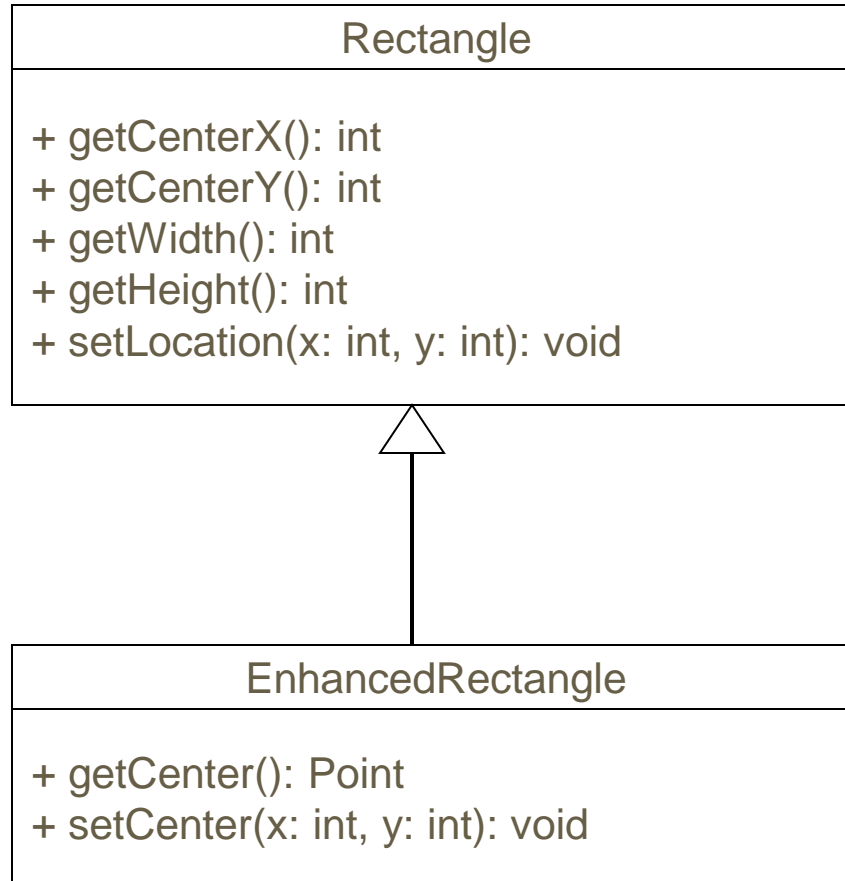 Rectangle
+ getCenterX(): int
+ getCenterY(): int
+ getWidth(): int
+ getHeight(): int
+ setLocation(x: int, y: int): void
EnhancedRectangle
+ getCenter(): Point
+ setCenter(x: int, y: int): void